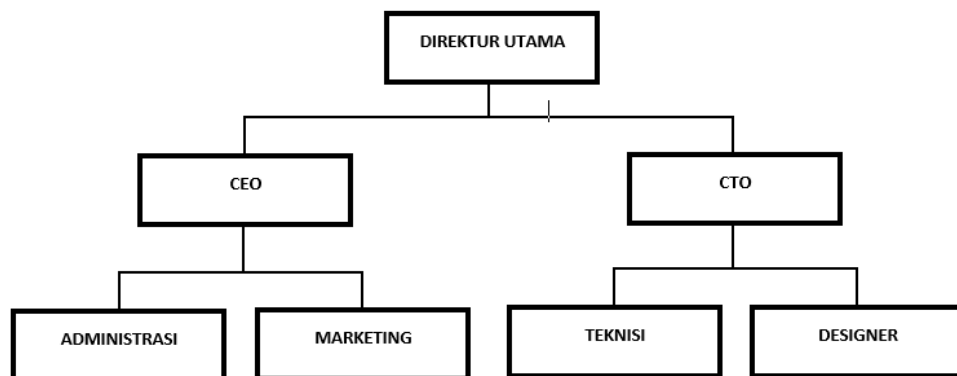 DIREKTUR UTAMA
CEO
CTO
ADMINISTRASI
MARKETING
TEKNISI
DESIGNER